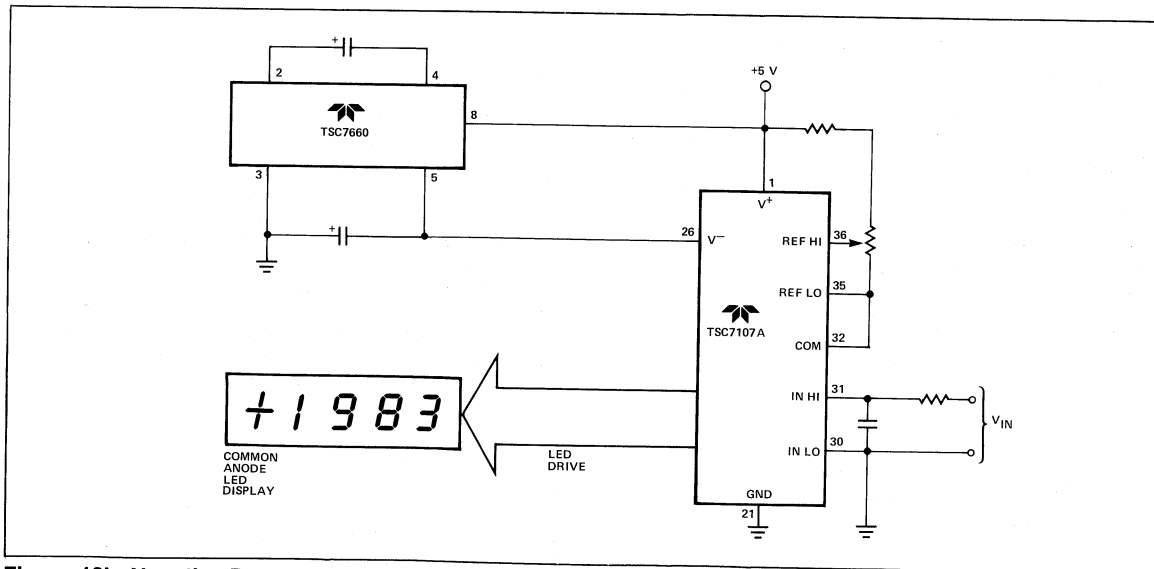 2
+
4
TSC7660
8
3
5
+
+5 V
1
V+
26
V−
REF HI
36
REF LO
35
TSC7107A
COM
32
IN HI
31
VIN
IN LO
30
GND
21
+1983
COMMON
ANODE
LED
DISPLAY
LED
DRIVE